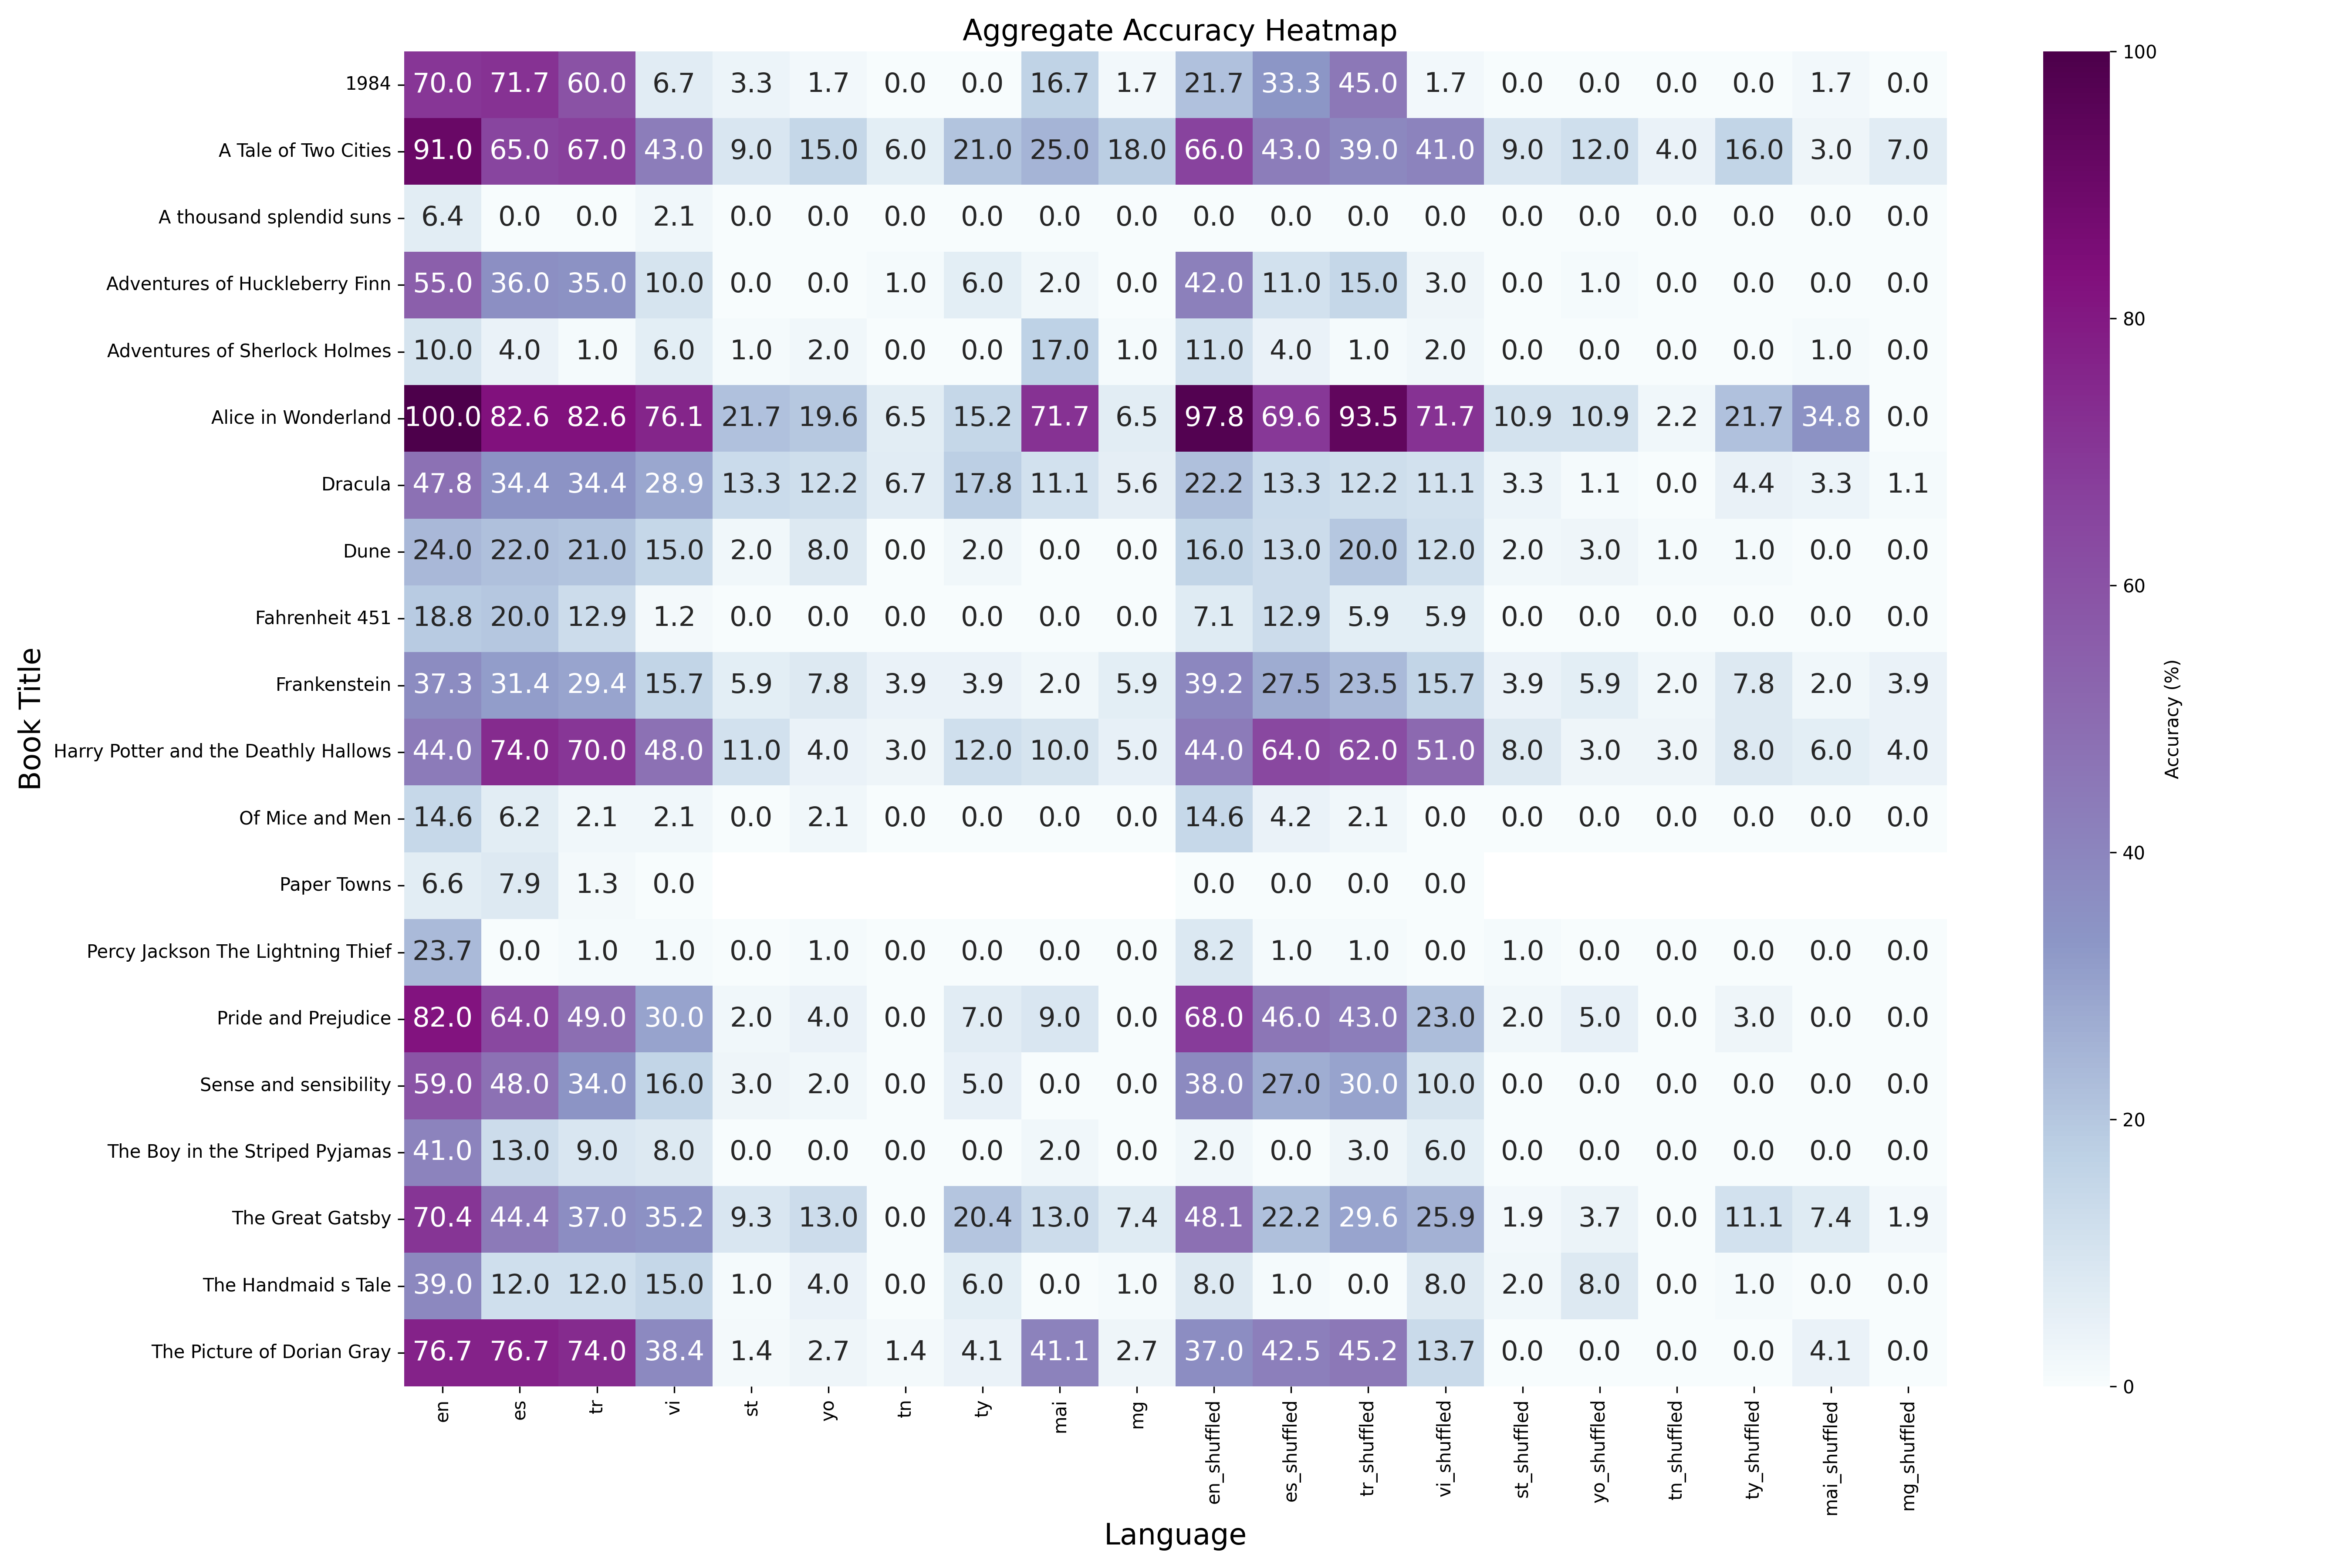 Aggregate Accuracy Heatmap
Book Title
1984 70.0 71.7 60.0 6.7 3.3 1.7 0.0 0.0 16.7 1.7 21.7 33.3 45.0 1.7 0.0 0.0 0.0 0.0 1.7 0.0
A Tale of Two Cities 91.0 65.0 67.0 43.0 9.0 15.0 6.0 21.0 25.0 18.0 66.0 43.0 39.0 41.0 9.0 12.0 4.0 16.0 3.0 7.0
A thousand splendid suns 6.4 0.0 0.0 2.1 0.0 0.0 0.0 0.0 0.0 0.0 0.0 0.0 0.0 0.0 0.0 0.0 0.0 0.0 0.0 0.0
Adventures of Huckleberry Finn 55.0 36.0 35.0 10.0 0.0 0.0 1.0 6.0 2.0 0.0 42.0 11.0 15.0 3.0 0.0 1.0 0.0 0.0 0.0 0.0
Adventures of Sherlock Holmes 10.0 4.0 1.0 6.0 1.0 2.0 0.0 0.0 17.0 1.0 11.0 4.0 1.0 2.0 0.0 0.0 0.0 0.0 1.0 0.0
Alice in Wonderland 100.0 82.6 82.6 76.1 21.7 19.6 6.5 15.2 71.7 6.5 97.8 69.6 93.5 71.7 10.9 10.9 2.2 21.7 34.8 0.0
Dracula 47.8 34.4 34.4 28.9 13.3 12.2 6.7 17.8 11.1 5.6 22.2 13.3 12.2 11.1 3.3 1.1 0.0 4.4 3.3 1.1
Dune 24.0 22.0 21.0 15.0 2.0 8.0 0.0 2.0 0.0 0.0 16.0 13.0 20.0 12.0 2.0 3.0 1.0 1.0 0.0 0.0
Fahrenheit 451 18.8 20.0 12.9 1.2 0.0 0.0 0.0 0.0 0.0 0.0 7.1 12.9 5.9 5.9 0.0 0.0 0.0 0.0 0.0 0.0
Frankenstein 37.3 31.4 29.4 15.7 5.9 7.8 3.9 3.9 2.0 5.9 39.2 27.5 23.5 15.7 3.9 5.9 2.0 7.8 2.0 3.9
Harry Potter and the Deathly Hallows 44.0 74.0 70.0 48.0 11.0 4.0 3.0 12.0 10.0 5.0 44.0 64.0 62.0 51.0 8.0 3.0 3.0 8.0 6.0 4.0
Of Mice and Men 14.6 6.2 2.1 2.1 0.0 2.1 0.0 0.0 0.0 0.0 14.6 4.2 2.1 0.0 0.0 0.0 0.0 0.0 0.0 0.0
Paper Towns 6.6 7.9 1.3 0.0 0.0 0.0 0.0 0.0
Percy Jackson The Lightning Thief 23.7 0.0 1.0 1.0 0.0 1.0 0.0 0.0 0.0 0.0 8.2 1.0 1.0 0.0 1.0 0.0 0.0 0.0 0.0 0.0
Pride and Prejudice 82.0 64.0 49.0 30.0 2.0 4.0 0.0 7.0 9.0 0.0 68.0 46.0 43.0 23.0 2.0 5.0 0.0 3.0 0.0 0.0
Sense and sensibility 59.0 48.0 34.0 16.0 3.0 2.0 0.0 5.0 0.0 0.0 38.0 27.0 30.0 10.0 0.0 0.0 0.0 0.0 0.0 0.0
The Boy in the Striped Pyjamas 41.0 13.0 9.0 8.0 0.0 0.0 0.0 0.0 2.0 0.0 2.0 0.0 3.0 6.0 0.0 0.0 0.0 0.0 0.0 0.0
The Great Gatsby 70.4 44.4 37.0 35.2 9.3 13.0 0.0 20.4 13.0 7.4 48.1 22.2 29.6 25.9 1.9 3.7 0.0 11.1 7.4 1.9
The Handmaid s Tale 39.0 12.0 12.0 15.0 1.0 4.0 0.0 6.0 0.0 1.0 8.0 1.0 0.0 8.0 2.0 8.0 0.0 1.0 0.0 0.0
The Picture of Dorian Gray 76.7 76.7 74.0 38.4 1.4 2.7 1.4 4.1 41.1 2.7 37.0 42.5 45.2 13.7 0.0 0.0 0.0 0.0 4.1 0.0
en es tr vi st yo tn ty mai mg en_shuffled es_shuffled tr_shuffled vi_shuffled st_shuffled yo_shuffled tn_shuffled ty_shuffled mai_shuffled mg_shuffled
Language
100
80
60
40
20
0
Accuracy (%)